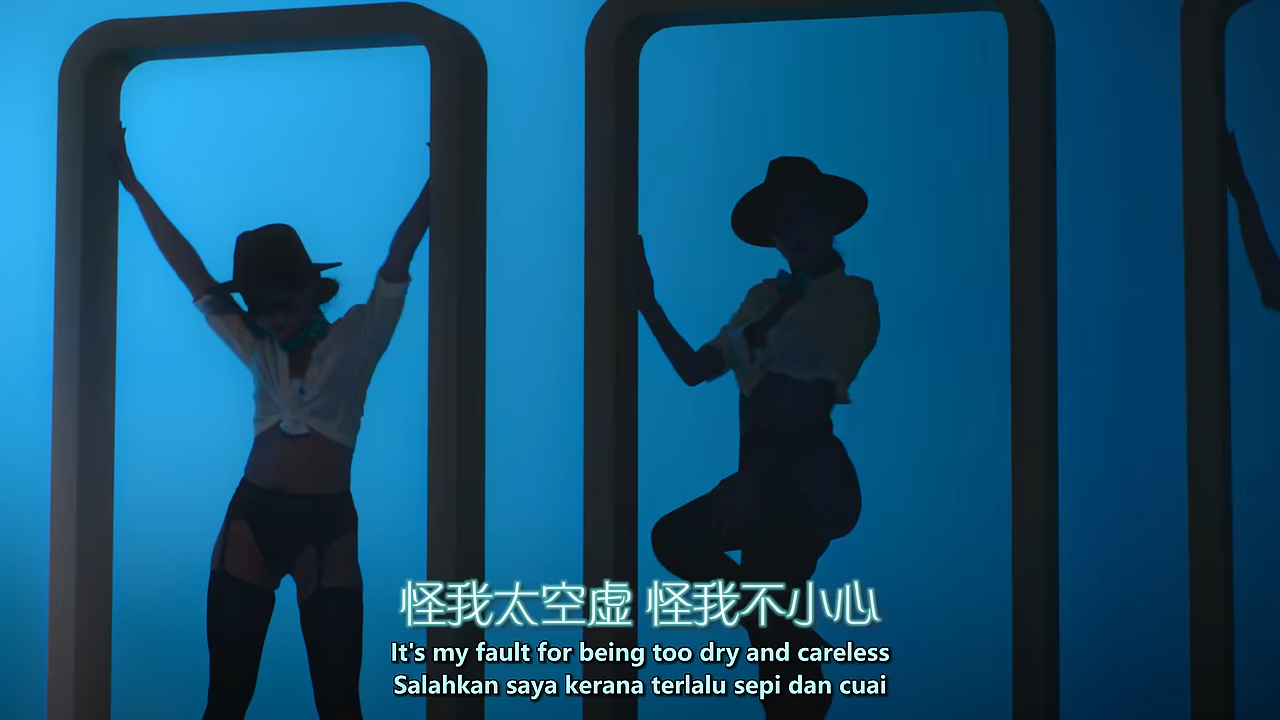 怪我太空虚 怪我不小心
It's my fault for being too dry and careless
Salahkan saya kerana terlalu sepi dan cuai